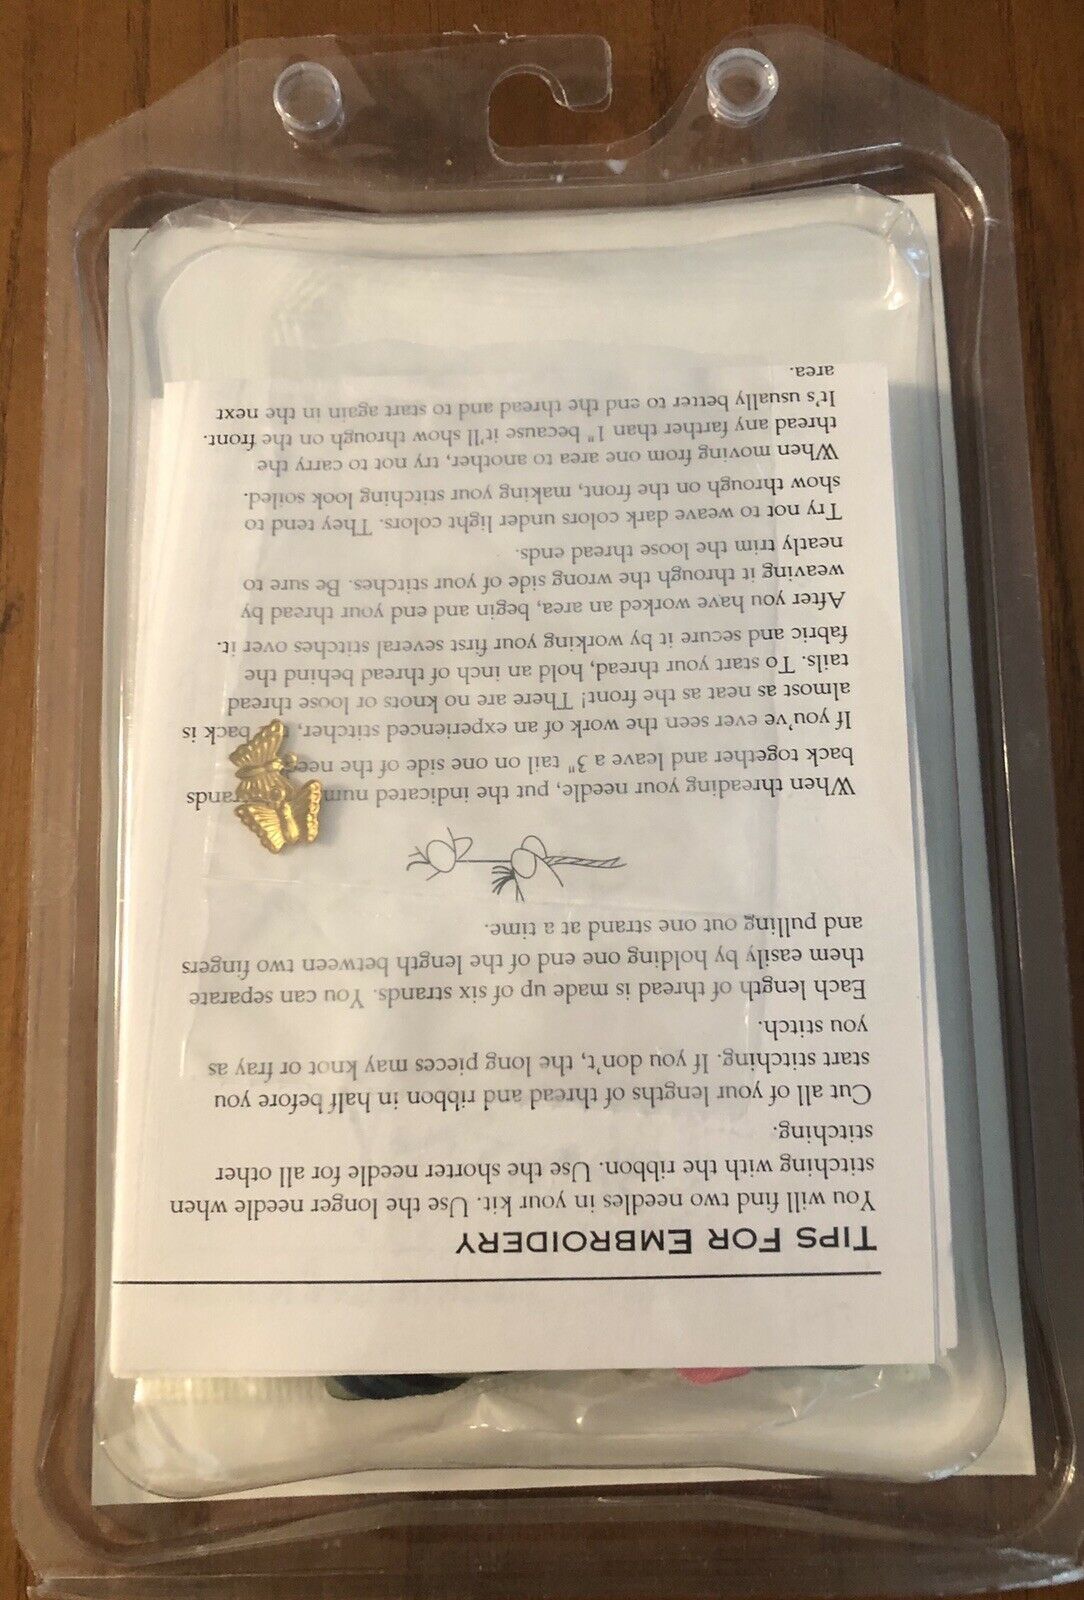 TIPS FOR EMBROIDERY
You will find two needles in your kit. Use the longer needle when
stitching with the ribbon. Use the shorter needle for all other
stitching.
Cut all of your lengths of thread and ribbon in half before you
start stitching. If you don't, the long pieces may knot or fray as
you stitch.
Each length of thread is made up of six strands. You can separate
them easily by holding one end of the length between two fingers
and pulling out one strand at a time.
When threading your needle, put the indicated strands
back together and leave a 3" tail on one side of the
If you've ever seen the work of an experienced stitcher, back is
almost as neat as the front! There are no knots or loose thread
tails. To start your thread, hold an inch of thread behind the
fabric and secure it by working your first several stitches over it.
After you have worked an area, begin and end your thread by
weaving it through the wrong side of your stitches. Be sure to
neatly trim the loose thread ends.
Try not to weave dark colors under light colors. They tend to
show through on the front, making your stitching look soiled.
When moving from one area to another, try not to carry the
thread any farther than 1" because it'll show through on the front.
It's usually better to end the thread and to start again in the next
area.